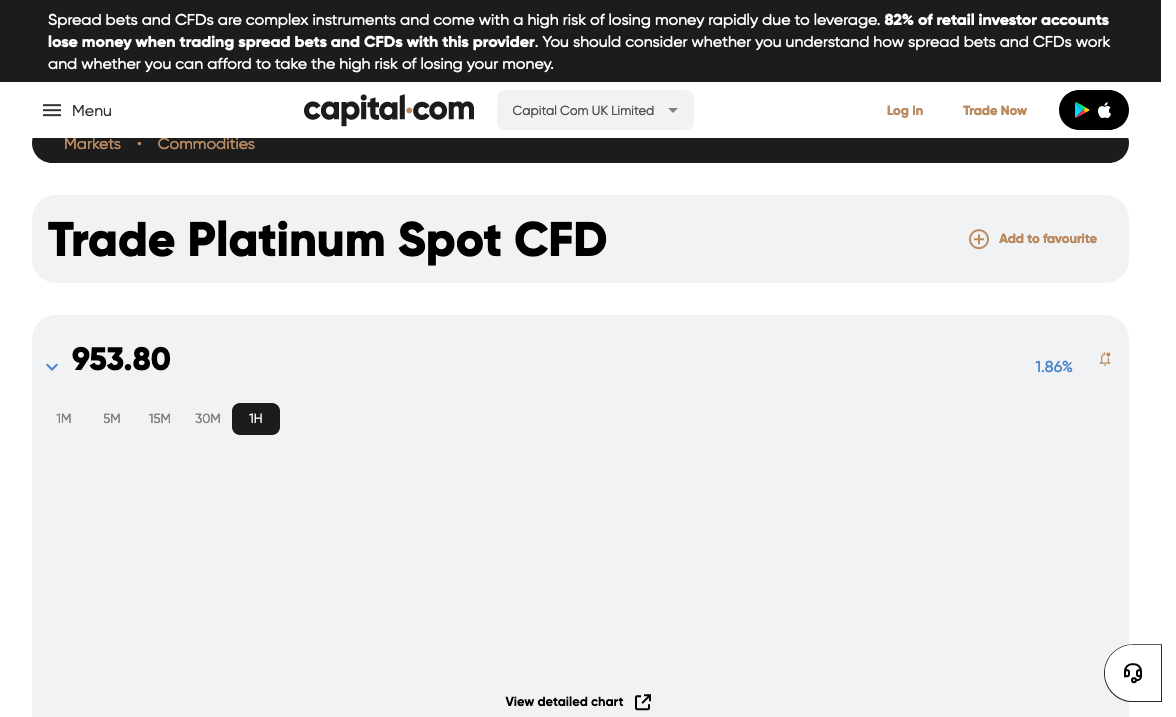 Spread bets and CFDs are complex instruments and come with a high risk of losing money rapidly due to leverage. 82% of retail investor accounts
lose money when trading spread bets and CFDs with this provider. You should consider whether you understand how spread bets and CFDs work
and whether you can afford to take the high risk of losing your money.
Menu
capital.com
Capital Com UK Limited
Log In
Trade Now
Markets • Commodities
Trade Platinum Spot CFD
Add to favourite
953.80
1.86%
1M 5M 15M 30M 1H
View detailed chart